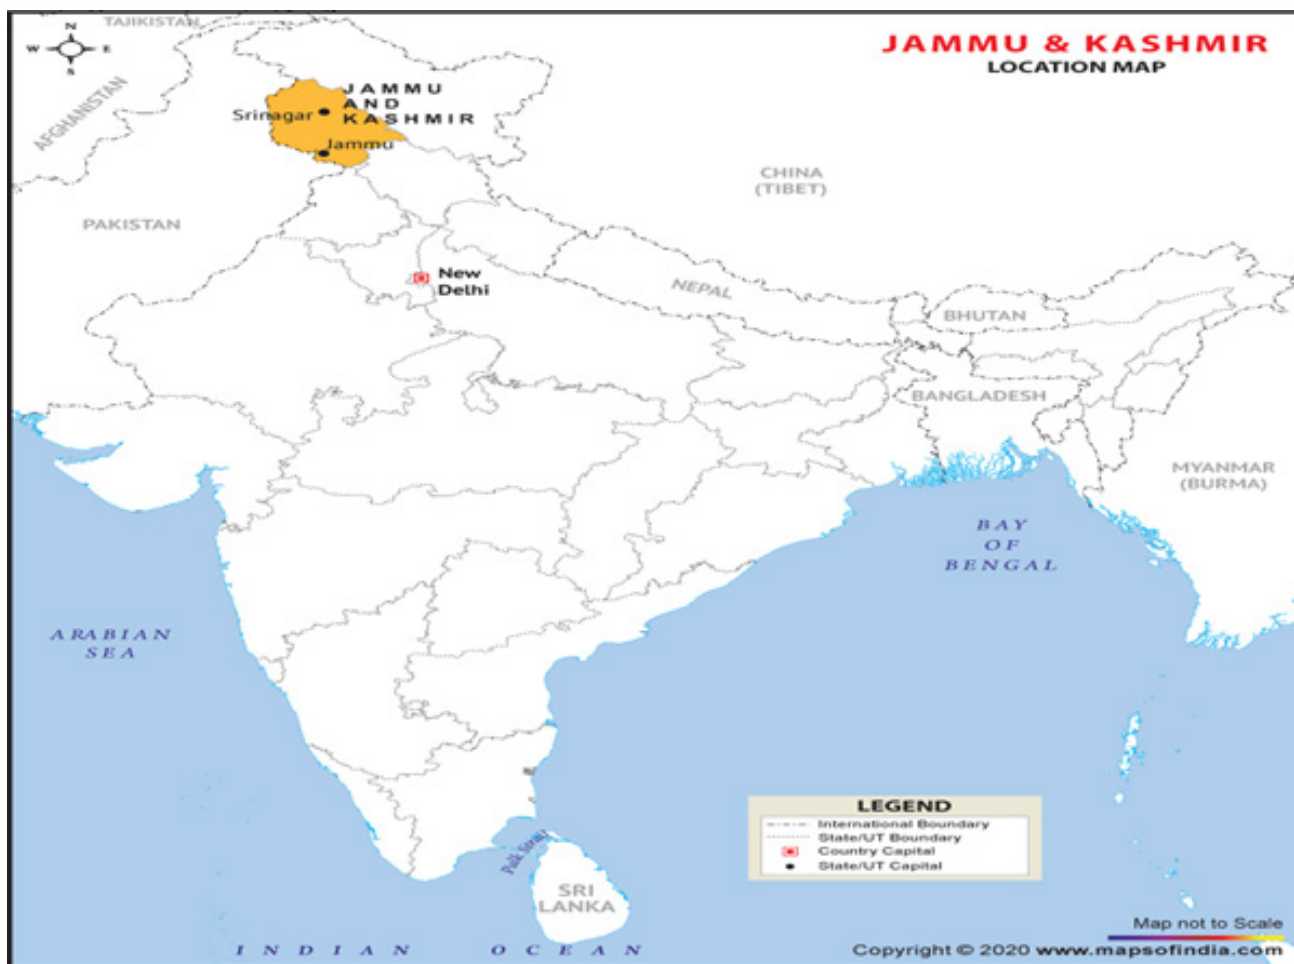 TAJIKISTAN
N
W E
S
JAMMU & KASHMIR
LOCATION MAP
AFGHANISTAN
JAMMU
AND
KASHMIR
Srinagar
Jammu
CHINA
(TIBET)
PAKISTAN
New
Delhi
NEPAL
BHUTAN
BANGLADESH
MYANMAR
(BURMA)
BAY
OF
BENGAL
ARABIAN
SEA
LEGEND
International Boundary
State/UT Boundary
Country Capital
State/UT Capital
Palk Strait
SRI
LANKA
INDIAN OCEAN
Map not to Scale
Copyright © 2020 www.mapsofindia.com